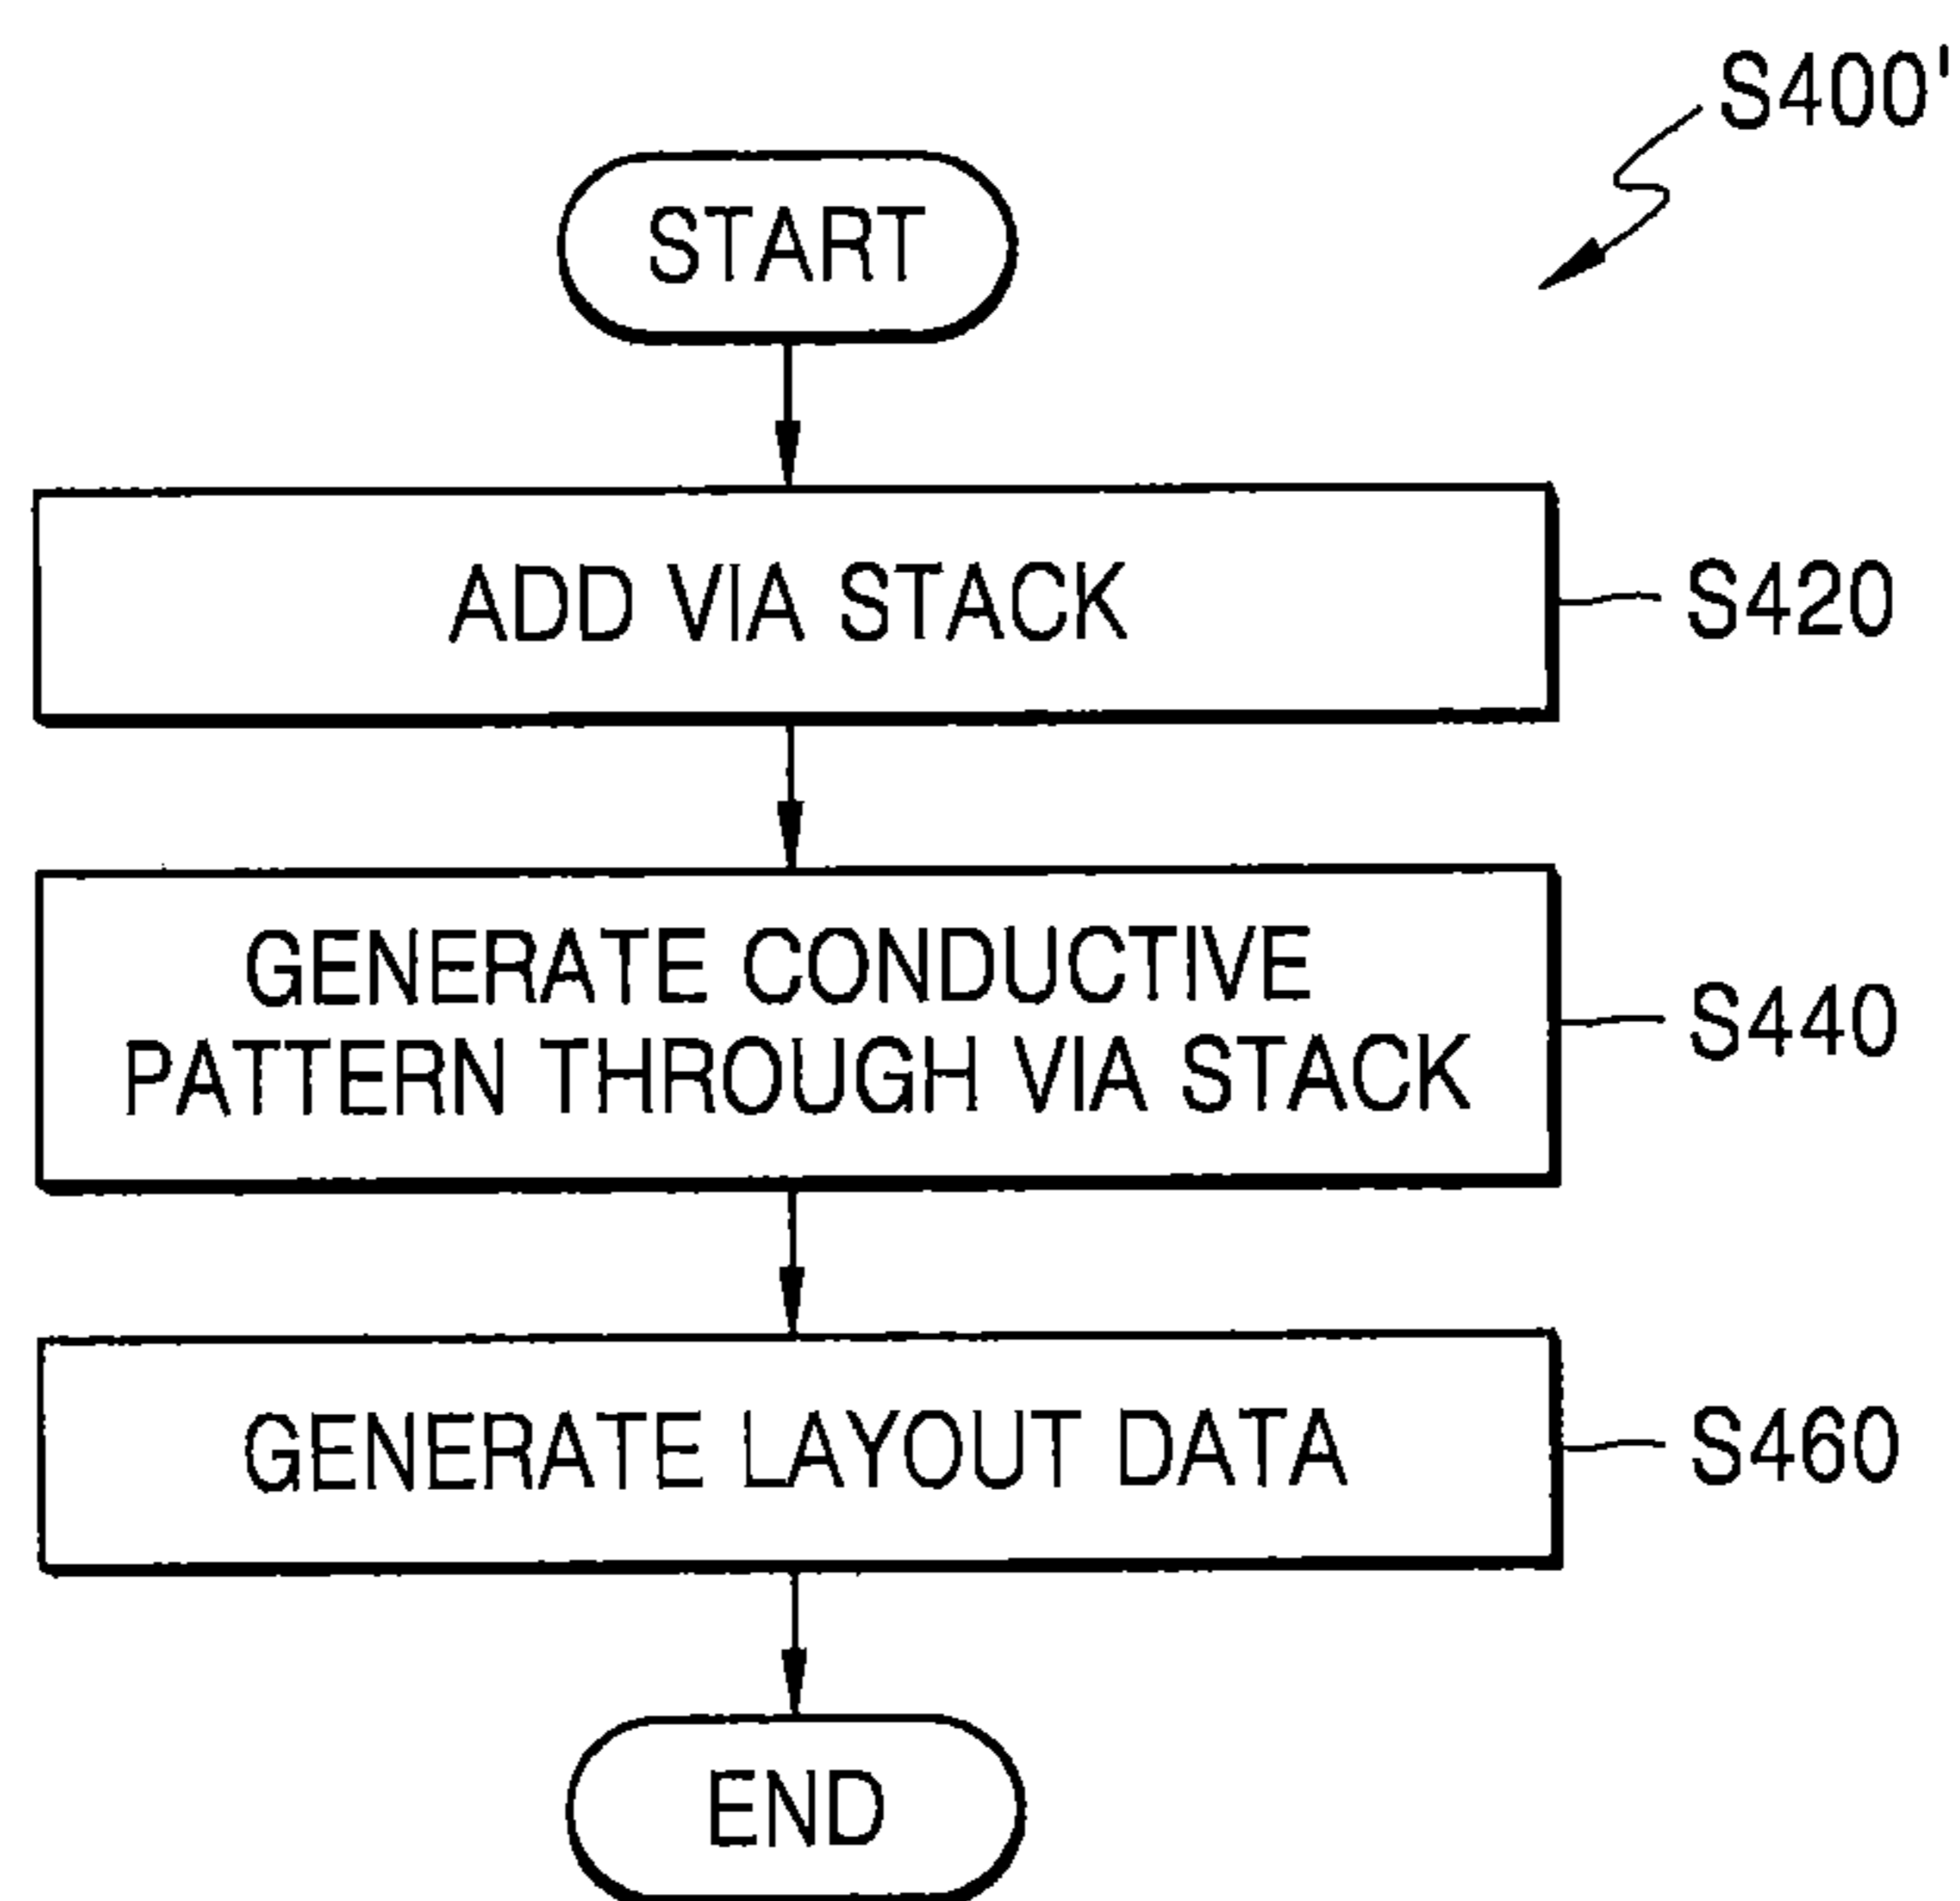 S400'
START
ADD VIA STACK
S420
GENERATE CONDUCTIVE
PATTERN THROUGH VIA STACK
S440
GENERATE LAYOUT DATA
S460
END